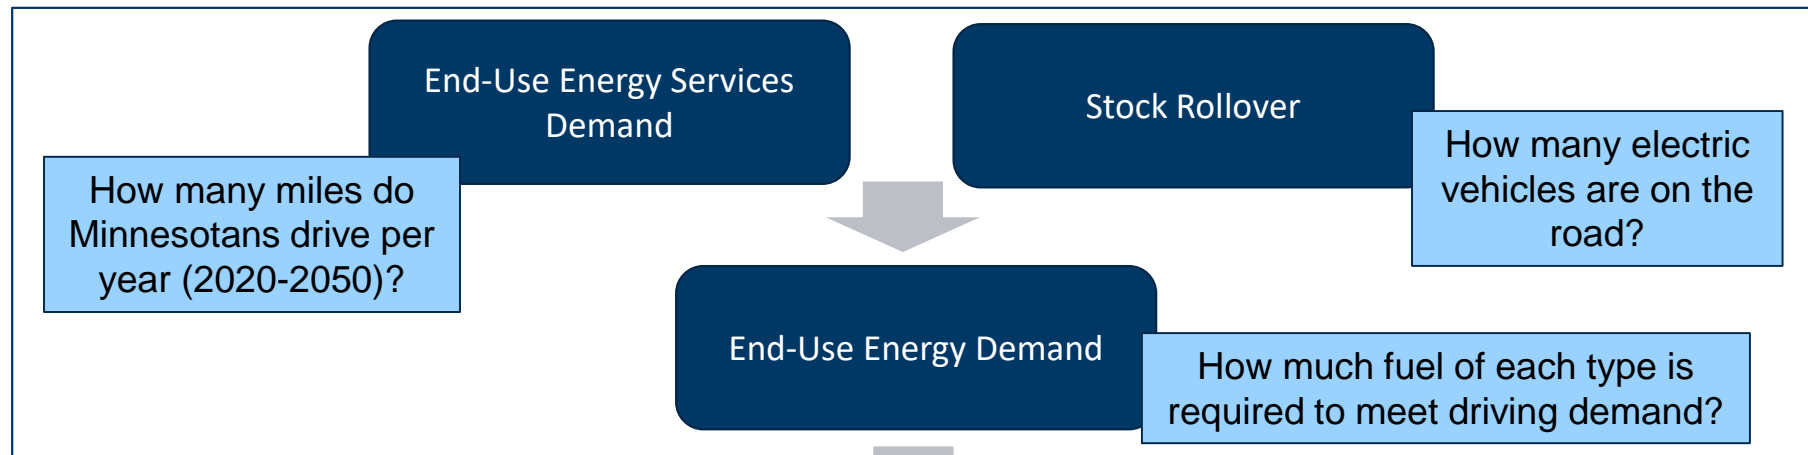 End-Use Energy Services
Demand
Stock Rollover
How many miles do
Minnesotans drive per
year (2020-2050)?
How many electric
vehicles are on the
road?
End-Use Energy Demand
How much fuel of each type is
required to meet driving demand?